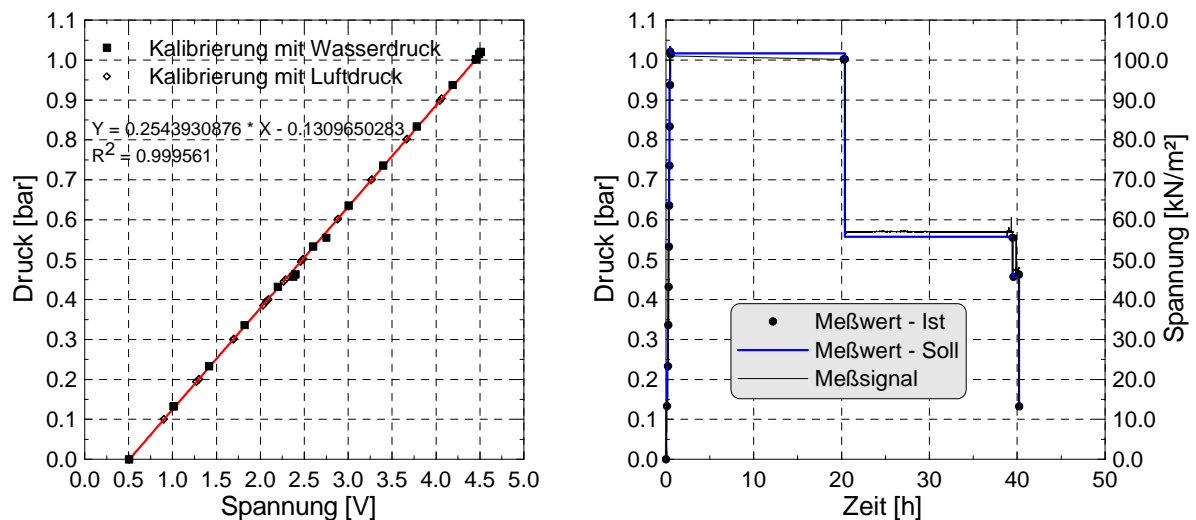 1.1
1.0
0.9
0.8
0.7
0.6
0.5
0.4
0.3
0.2
0.1
0.0
Druck [bar]
Kalibrierung mit Wasserdruck
Kalibrierung mit Luftdruck
Y = 0.2543930876 * X - 0.1309650283
R² = 0.999561
0.0 0.5 1.0 1.5 2.0 2.5 3.0 3.5 4.0 4.5 5.0
Spannung [V]
1.1
1.0
0.9
0.8
0.7
0.6
0.5
0.4
0.3
0.2
0.1
0.0
Druck [bar]
Meßwert - Ist
Meßwert - Soll
Meßsignal
0 10 20 30 40 50
Zeit [h]
110.0
100.0
90.0
80.0
70.0
60.0
50.0
40.0
30.0
20.0
10.0
0.0
Spannung [kN/m²]